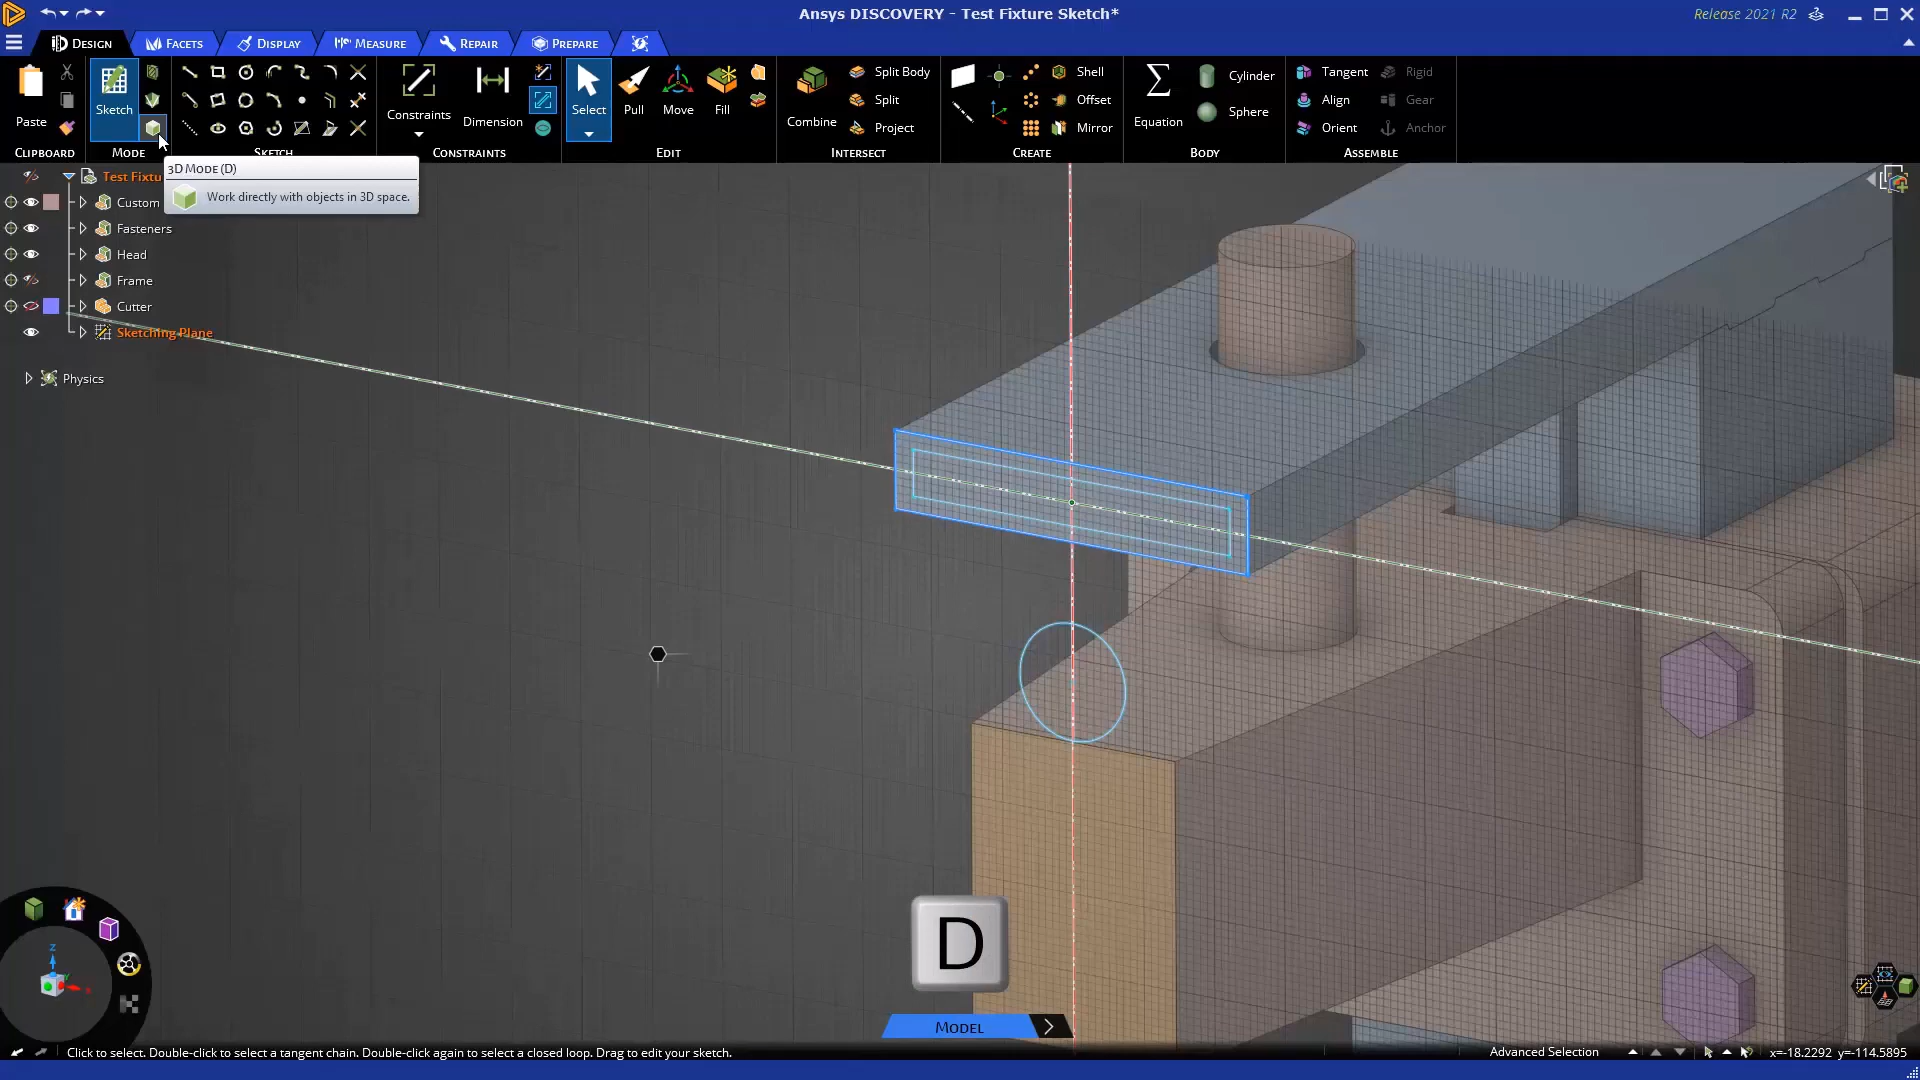 Ansys DISCOVERY - Test Fixture Sketch*
Release 2021 R2
Design
Facets
Display
Measure
Repair
Prepare
Paste
Clipboard
Sketch
Mode
Sketch
Constraints
Dimension
Constraints
Select
Pull
Move
Fill
Edit
Combine
Split Body
Split
Project
Intersect
Shell
Offset
Mirror
Create
Equation
Cylinder
Sphere
Body
Tangent
Align
Orient
Rigid
Gear
Anchor
Assemble
3D Mode (D)
Work directly with objects in 3D space.
Test Fixtu
Custom
Fasteners
Head
Frame
Cutter
Sketching Plane
Physics
Z
D
Model
Click to select. Double-click to select a tangent chain. Double-click again to select a closed loop. Drag to edit your sketch.
Advanced Selection
x=-18.2292 y=-114.5895